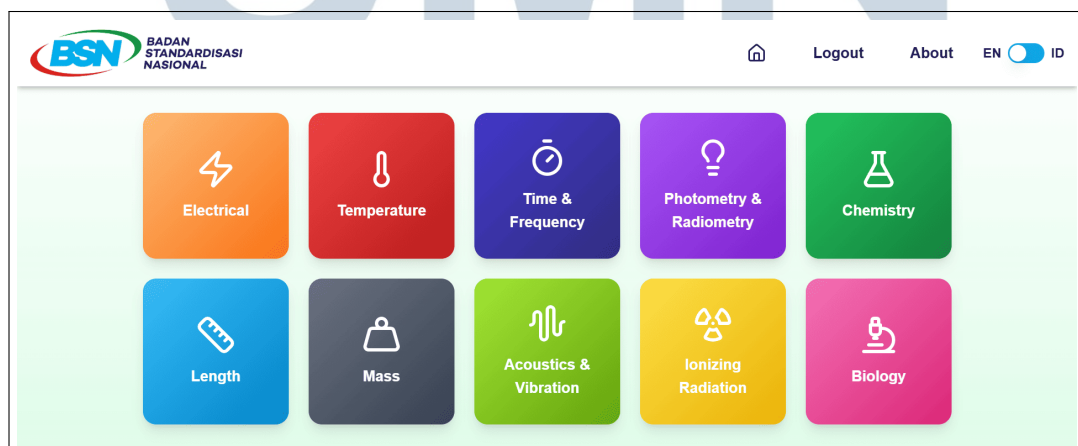 BSN
BADAN
STANDARDISASI
NASIONAL
Logout
About
EN
ID
Electrical
Temperature
Time &
Frequency
Photometry &
Radiometry
Chemistry
Length
Mass
Acoustics &
Vibration
Ionizing
Radiation
Biology